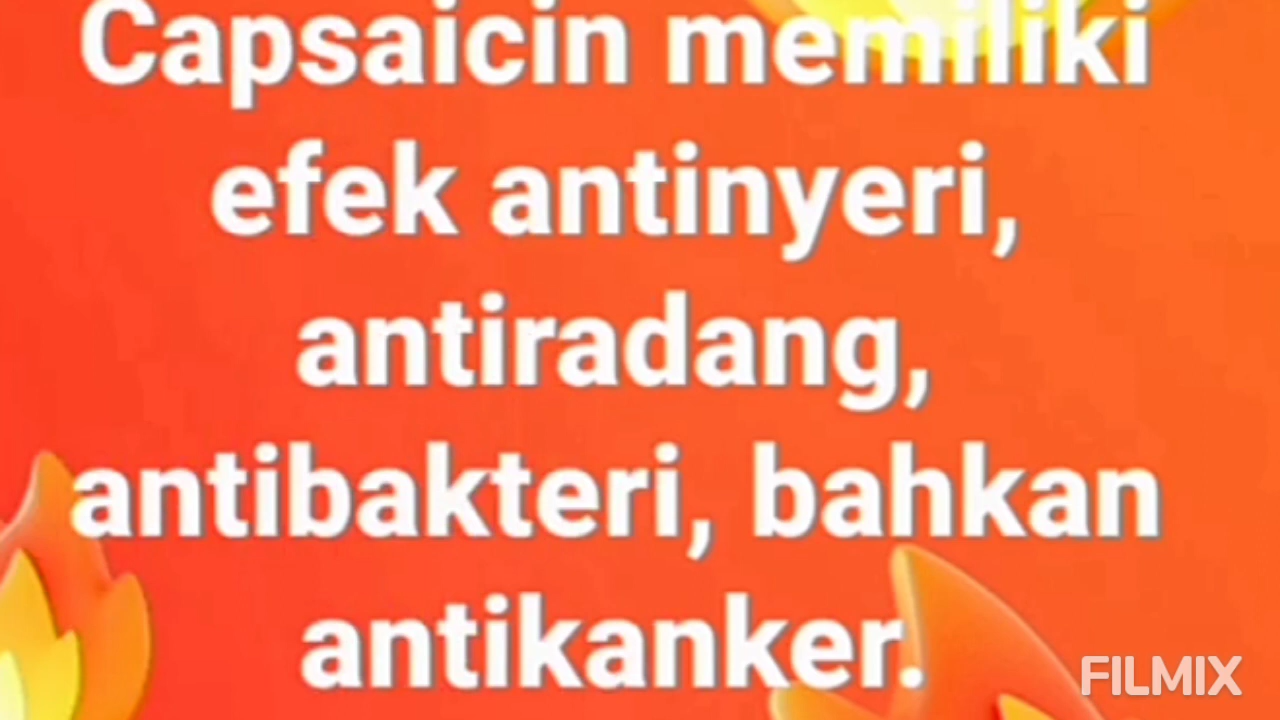 Capsaicin memiliki
efek antinyeri,
antiradang,
antibakteri, bahkan
antikanker.
FILMIX